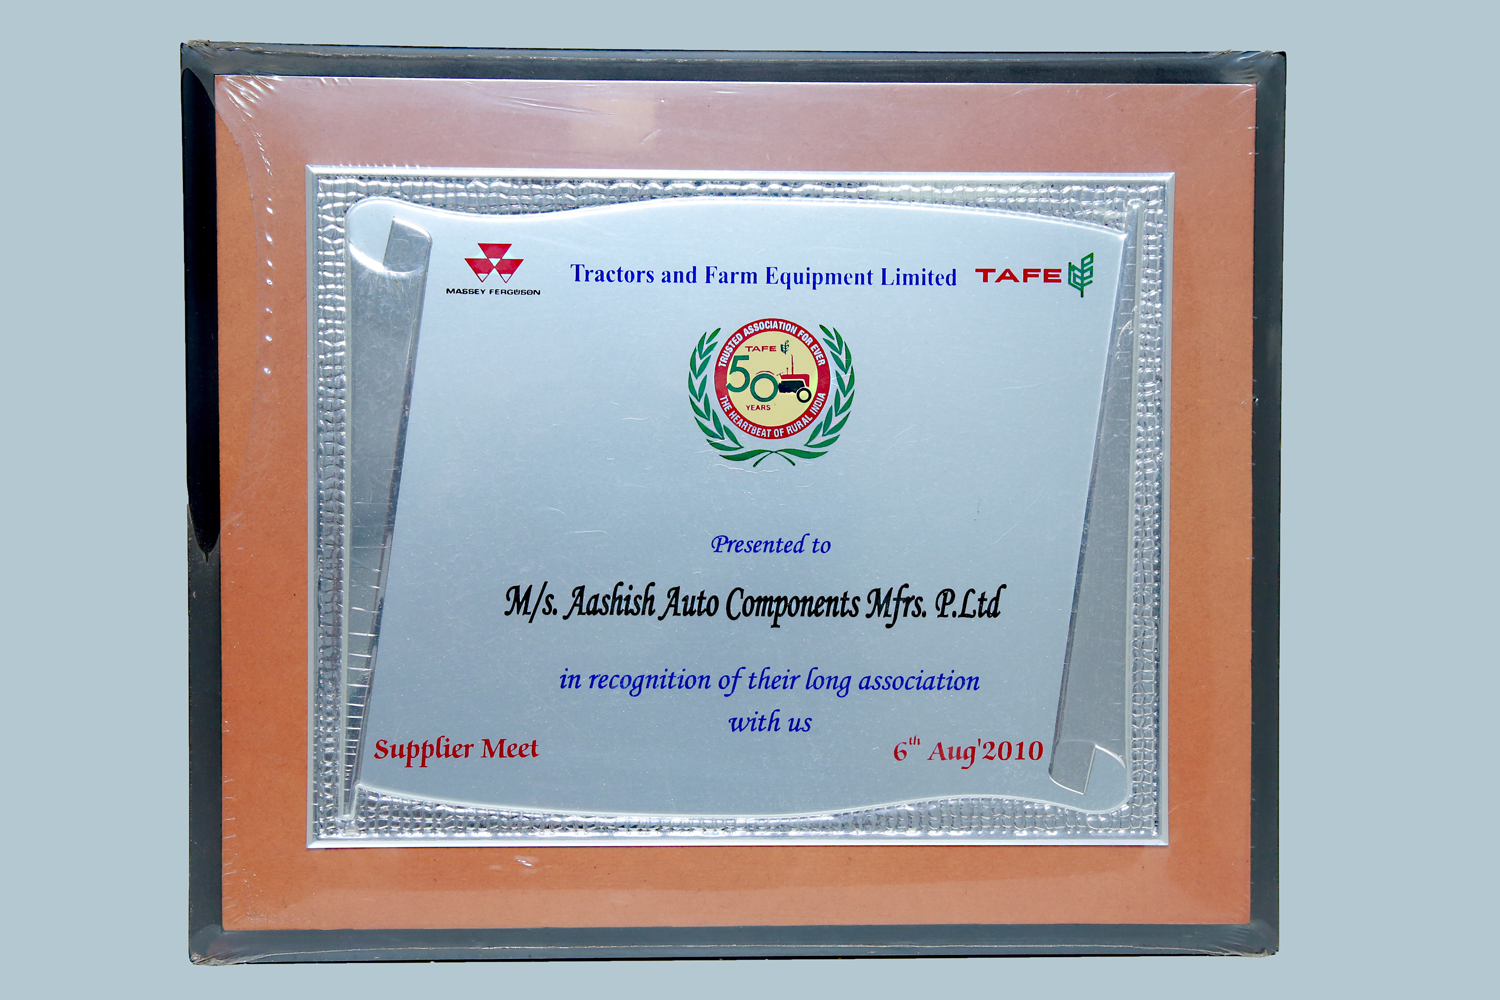 MASSEY FERGUSON
Tractors and Farm Equipment Limited
TAFE
TRUSTED ASSOCIATION FOR EVER
TAFE
50
YEARS
THE HEARTBEAT OF RURAL INDIA
Presented to
M/s. Aashish Auto Components Mfrs. P.Ltd
in recognition of their long association
with us
Supplier Meet
6th Aug'2010